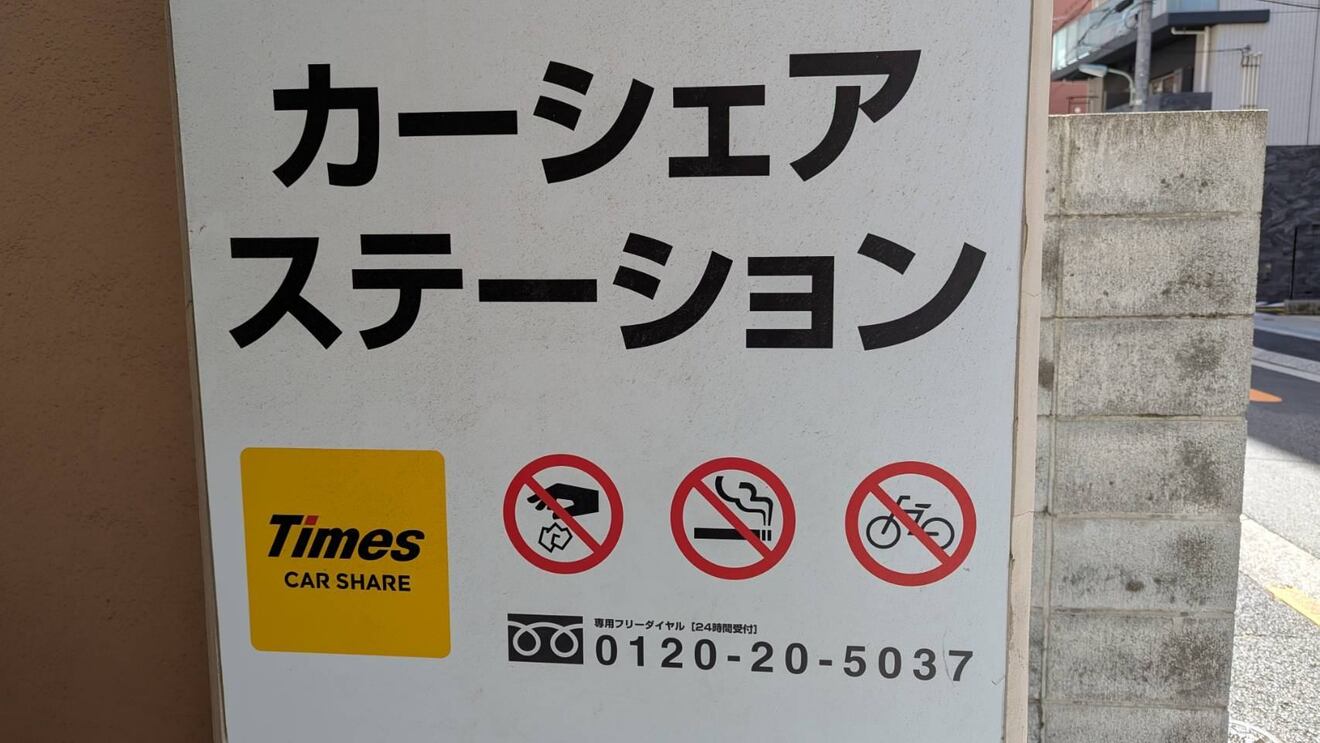 カーシェア
ステーション
Times
CAR SHARE
専用フリーダイヤル［24時間受付］
0120-20-5037